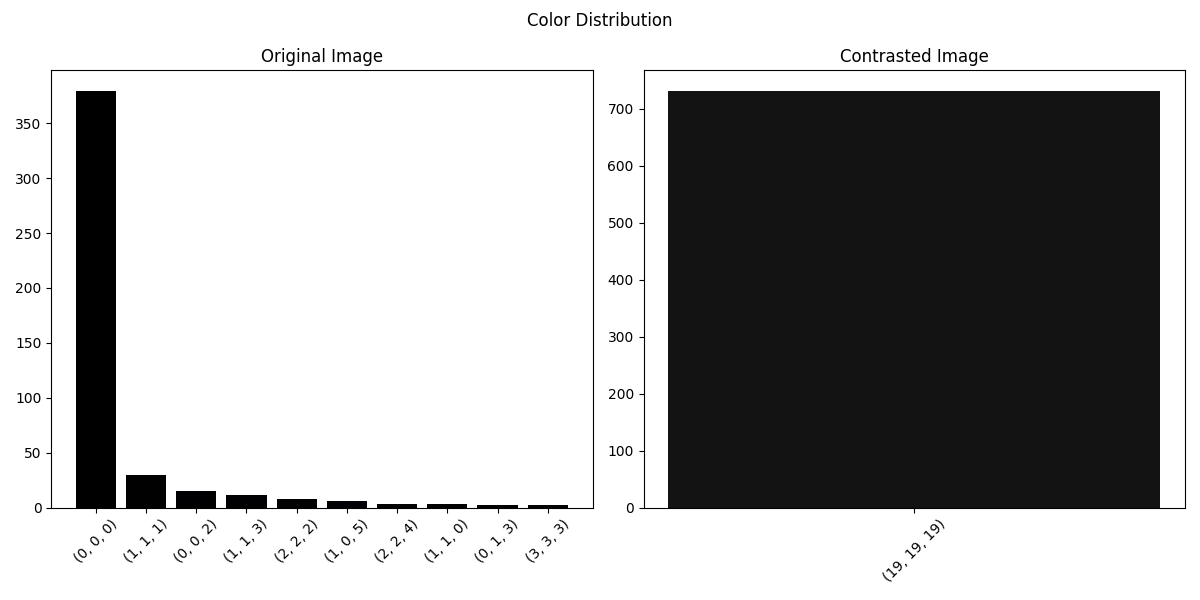 Color Distribution
Original Image
350
300
250
200
150
100
50
0
(0, 0, 0)
(1, 1, 1)
(0, 0, 2)
(1, 1, 3)
(2, 2, 2)
(1, 0, 5)
(2, 2, 4)
(1, 1, 0)
(0, 1, 3)
(3, 3, 3)
Contrasted Image
700
600
500
400
300
200
100
0
(19, 19, 19)